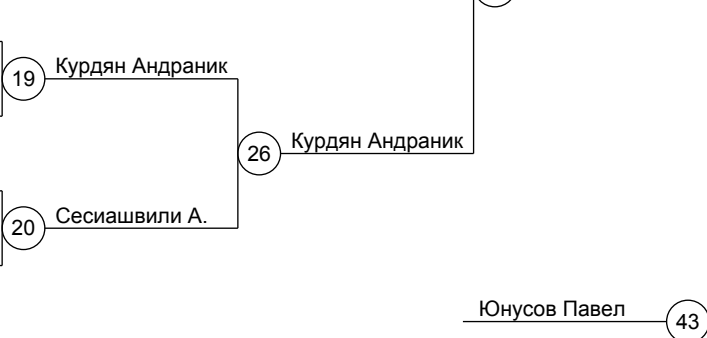 19 Курдян Андраник
26 Курдян Андраник
20 Сесиашвили А.
Юнусов Павел 43